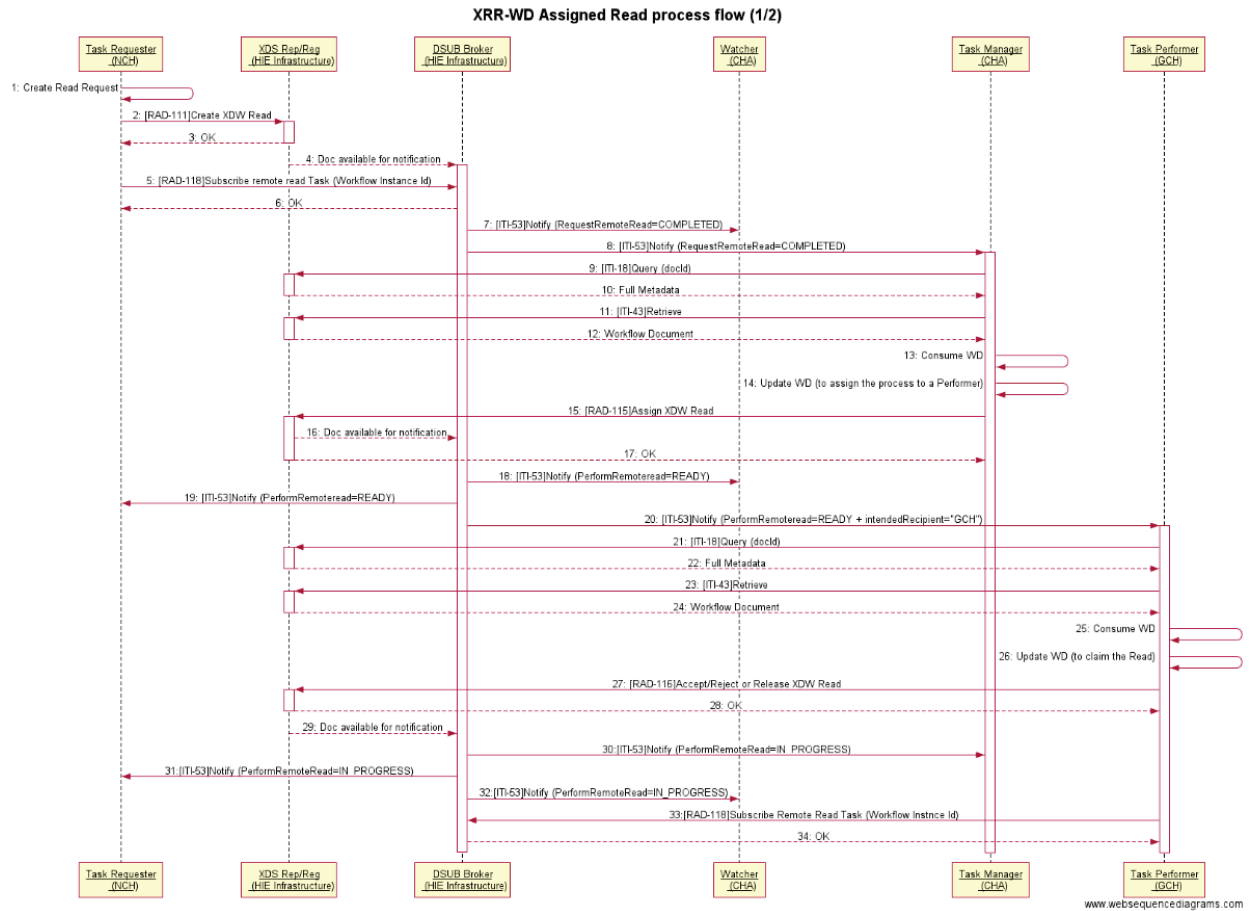 XRR-WD Assigned Read process flow (1/2)
Task Requester
(NCH)
XDS Rep/Reg
(HIE Infrastructure)
DSUB Broker
(HIE Infrastructure)
Watcher
(CHA)
Task Manager
(CHA)
Task Performer
(GCH)
1: Create Read Request
2: [RAD-111]Create XDW Read
3: OK
4: Doc available for notification
5: [RAD-118]Subscribe remote read Task (Workflow Instance Id)
6: OK
7: [ITI-53]Notify (RequestRemoteRead=COMPLETED)
8: [ITI-53]Notify (RequestRemoteRead=COMPLETED)
9: [ITI-18]Query (docId)
10: Full Metadata
11: [ITI-43]Retrieve
12: Workflow Document
13: Consume WD
14: Update WD (to assign the process to a Performer)
15: [RAD-115]Assign XDW Read
16: Doc available for notification
17: OK
18: [ITI-53]Notify (PerformRemoteread=READY)
19: [ITI-53]Notify (PerformRemoteread=READY)
20: [ITI-53]Notify (PerformRemoteread=READY + intendedRecipient="GCH")
21: [ITI-18]Query (docId)
22: Full Metadata
23: [ITI-43]Retrieve
24: Workflow Document
25: Consume WD
26: Update WD (to claim the Read)
27: [RAD-116]Accept/Reject or Release XDW Read
28: OK
29: Doc available for notification
30:[ITI-53]Notify (PerformRemoteRead=IN_PROGRESS)
31:[ITI-53]Notify (PerformRemoteRead=IN_PROGRESS)
32:[ITI-53]Notify (PerformRemoteRead=IN_PROGRESS)
33:[RAD-118]Subscribe Remote Read Task (Workflow Instnce Id)
34: OK
Task Requester
(NCH)
XDS Rep/Reg
(HIE Infrastructure)
DSUB Broker
(HIE Infrastructure)
Watcher
(CHA)
Task Manager
(CHA)
Task Performer
(GCH)
www.websequencediagrams.com